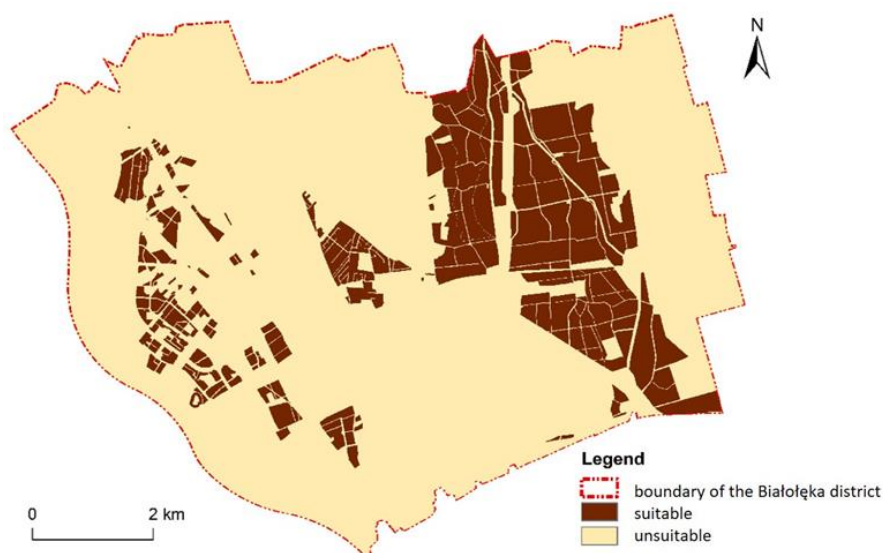 N
Legend
boundary of the Białołęka district
suitable
unsuitable
0 2 km